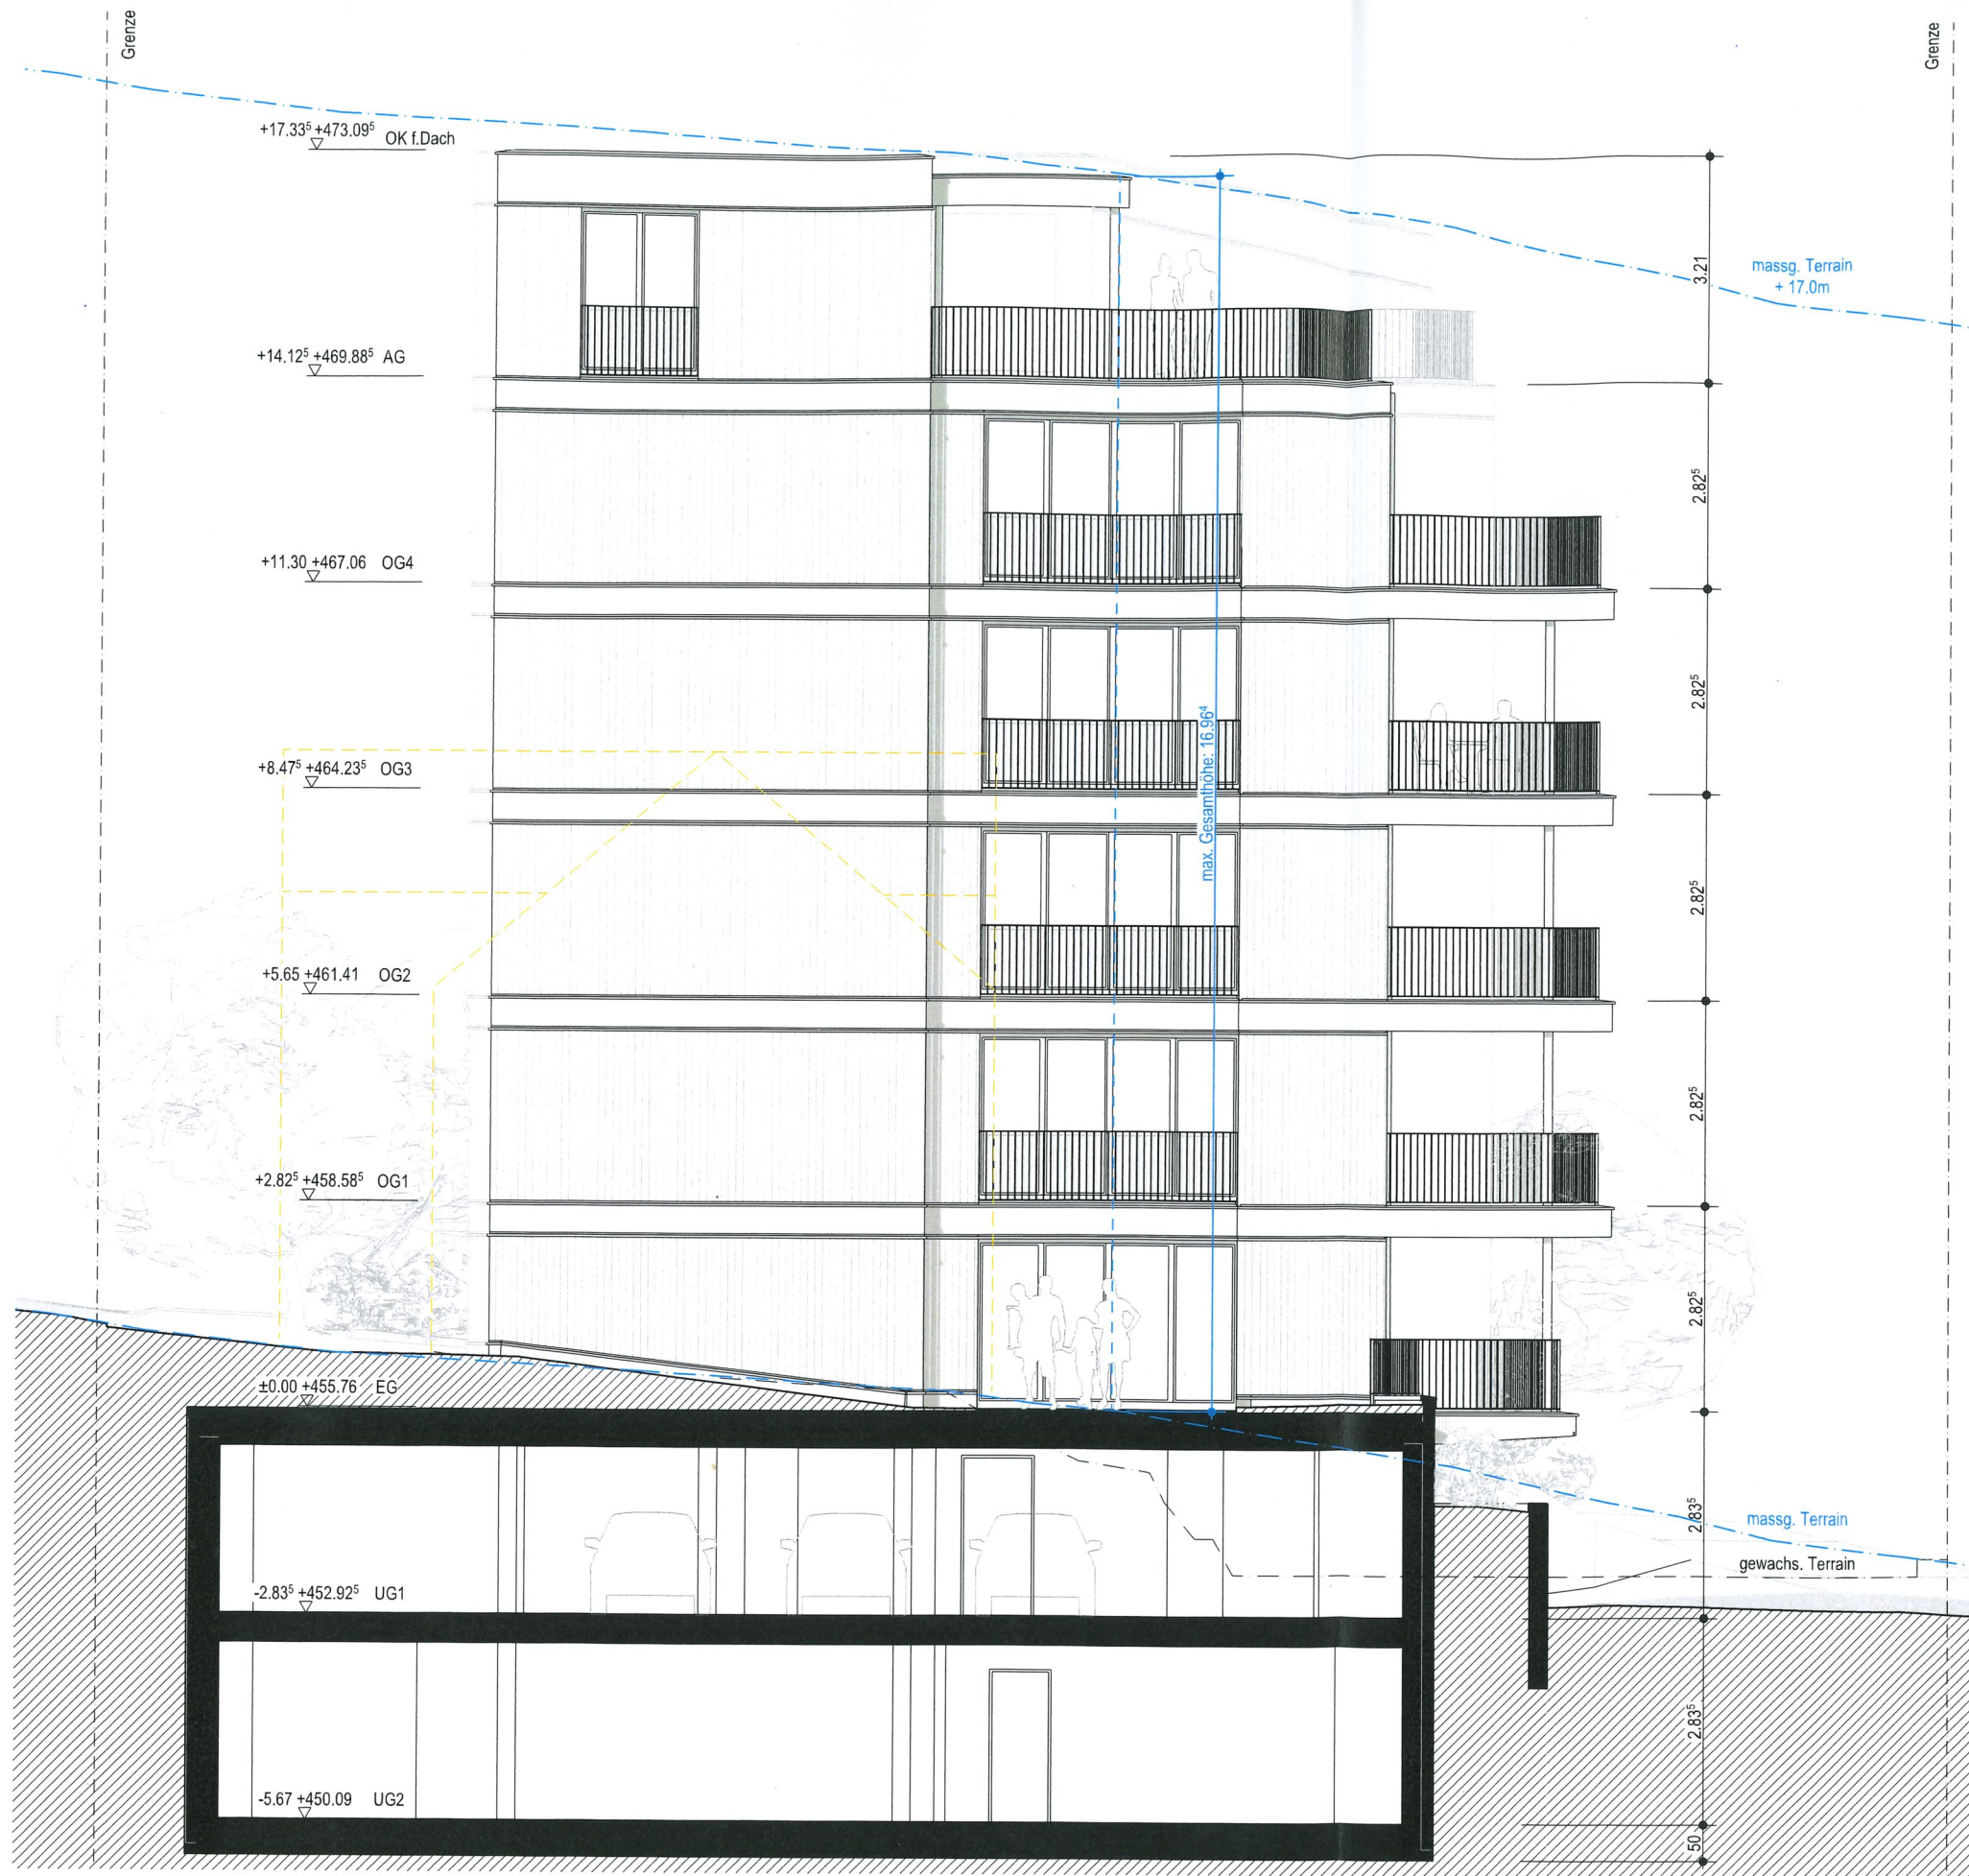 Grenze
Grenze
+17.33⁵ +473.09⁵ OK f.Dach
3.21
massg. Terrain
+ 17.0m
+14.12⁵ +469.88⁵ AG
2.82⁵
+11.30 +467.06 OG4
2.82⁵
max. Gesamthöhe: 16.96⁴
+8.47⁵ +464.23⁵ OG3
2.82⁵
+5.65 +461.41 OG2
2.82⁵
+2.82⁵ +458.58⁵ OG1
2.82⁵
±0.00 +455.76 EG
2.83⁵
massg. Terrain
gewachs. Terrain
-2.83⁵ +452.92⁵ UG1
2.83⁵
-5.67 +450.09 UG2
50